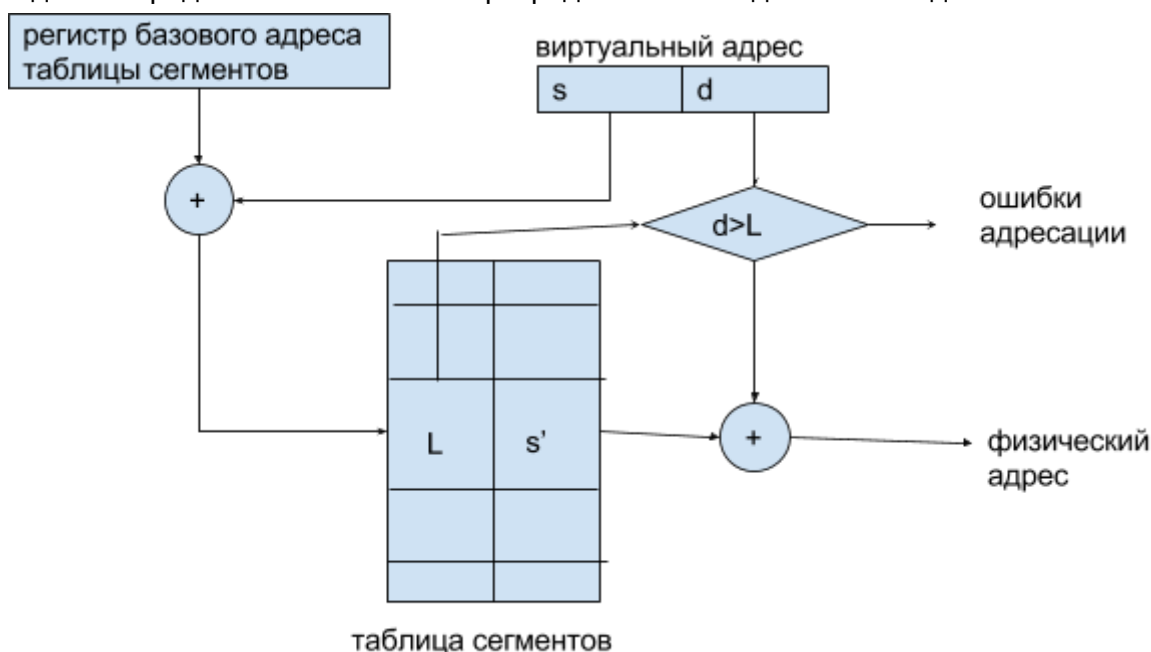 регистр базового адреса
таблицы сегментов
виртуальный адрес
s d
+
d>L
ошибки
адресации
L s’
+
физический
адрес
таблица сегментов